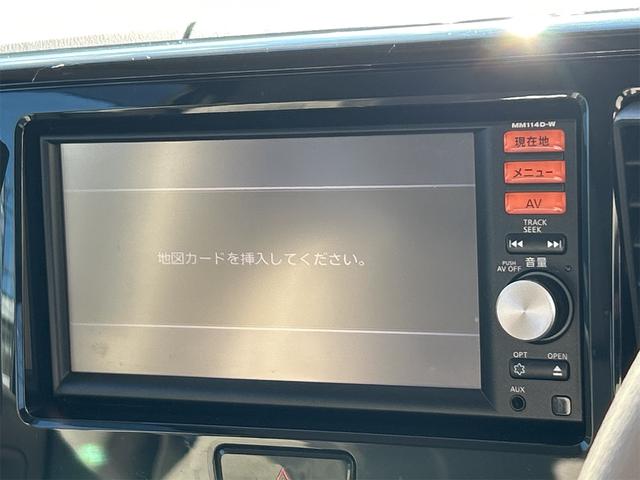 MM114D-W
現在地
メニュー
AV
TRACK
SEEK
音量
PUSH
AV OFF
地図カードを挿入してください。
OPT
OPEN
AUX